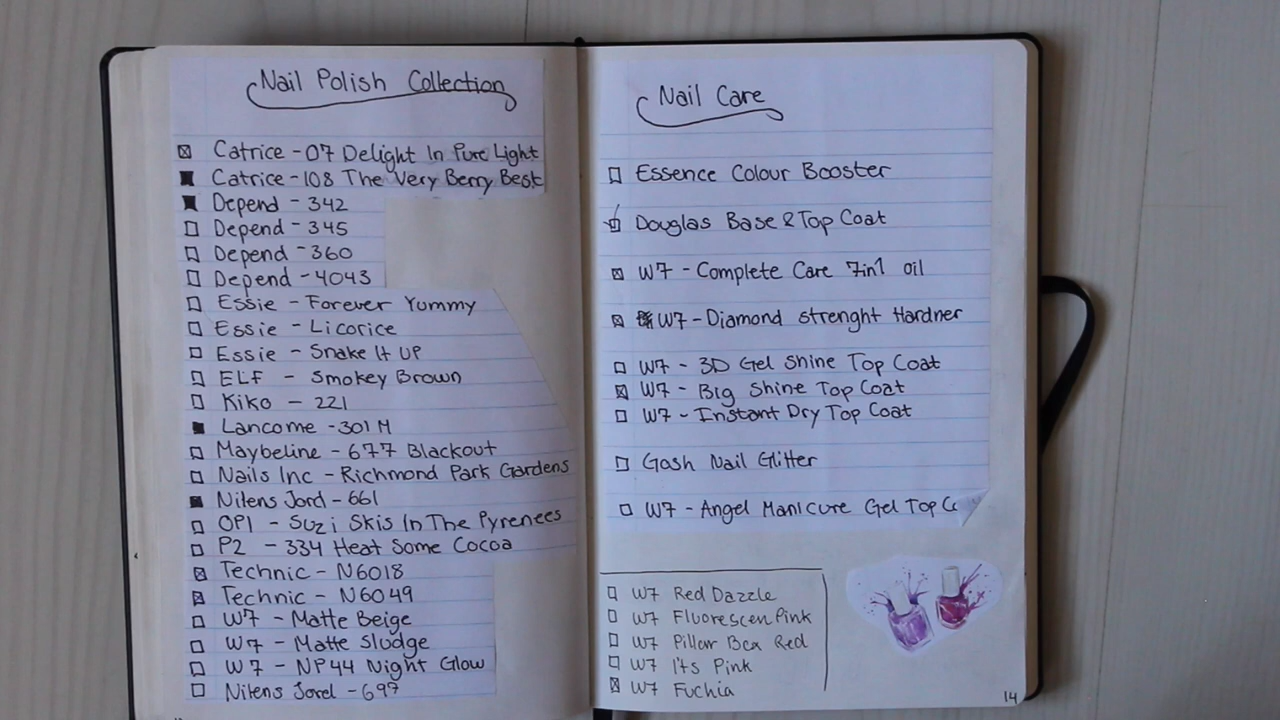 Nail Polish Collection
Catrice - 07 Delight In Pure Light
Catrice - 108 The Very Berry Best
Depend - 342
Depend - 345
Depend - 360
Depend - 4043
Essie - Forever Yummy
Essie - Licorice
Essie - Snake It Up
ELF - Smokey Brown
Kiko - 221
Lancome - 301 M
Maybeline - 677 Blackout
Nails Inc - Richmond Park Gardens
Nilens Jord - 661
OPI - Suzi Skis In The Pyrenees
P2 - 334 Heat Some Cocoa
Technic - N6018
Technic - N6049
W7 - Matte Beige
W7 - Matte Sludge
W7 - NP44 Night Glow
Nilens Jord - 697
Nail Care
Essence Colour Booster
Douglas Base & Top Coat
W7 - Complete Care 7in1 oil
W7 - Diamond strenght Hardner
W7 - 3D Gel Shine Top Coat
W7 - Big Shine Top Coat
W7 - Instant Dry Top Coat
Gosh Nail Glitter
W7 - Angel Manicure Gel Top
W7 Red Dazzle
W7 Fluorescen Pink
W7 Pillar Box Red
W7 It's Pink
W7 Fuchia
14